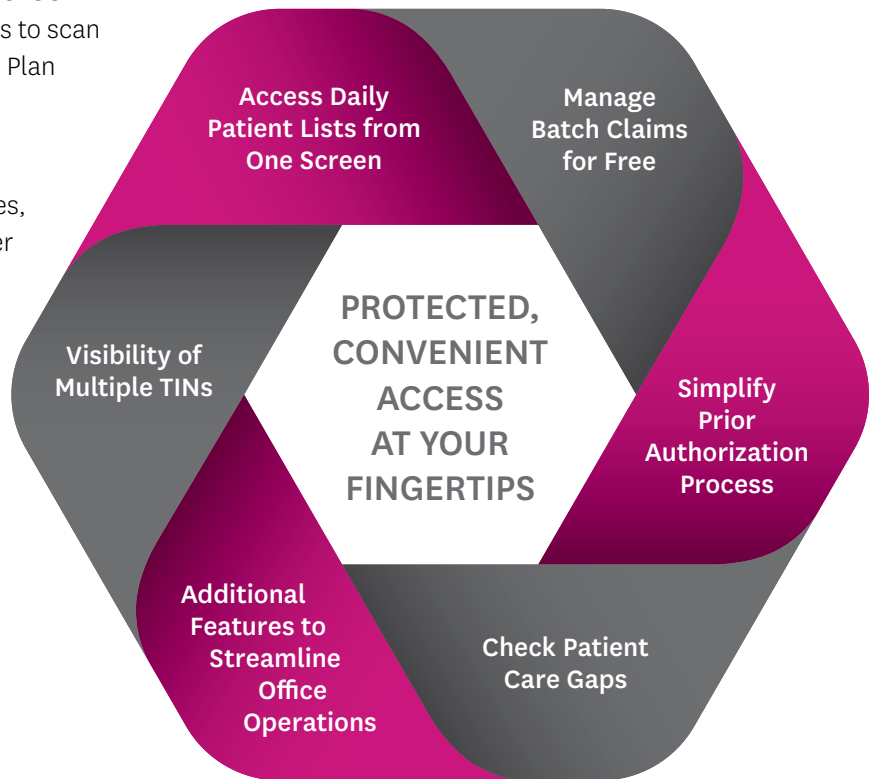 s to scan
Plan
es,
er
Access Daily
Patient Lists from
One Screen
Manage
Batch Claims
for Free
Visibility of
Multiple TINs
PROTECTED,
CONVENIENT
ACCESS
AT YOUR
FINGERTIPS
Simplify
Prior
Authorization
Process
Additional
Features to
Streamline
Office
Operations
Check Patient
Care Gaps